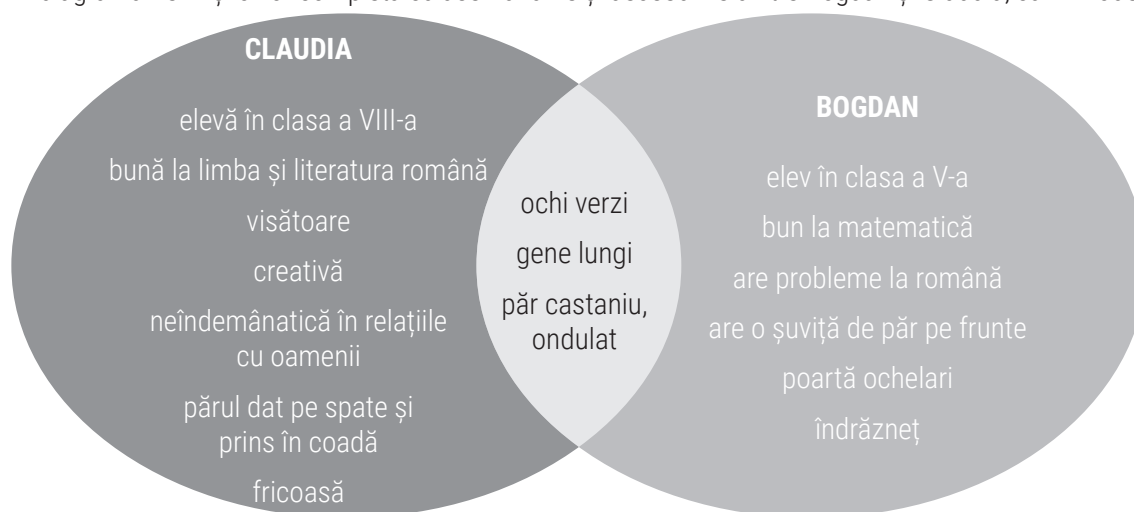 CLAUDIA
elevă în clasa a VIII-a
bună la limba și literatura română
visătoare
creativă
neîndemânatică în relațiile
cu oamenii
părul dat pe spate și
prins în coadă
fricoasă
ochi verzi
gene lungi
păr castaniu,
ondulat
BOGDAN
elev în clasa a V-a
bun la matematică
are probleme la română
are o șuviță de păr pe frunte
poartă ochelari
îndrăzneț